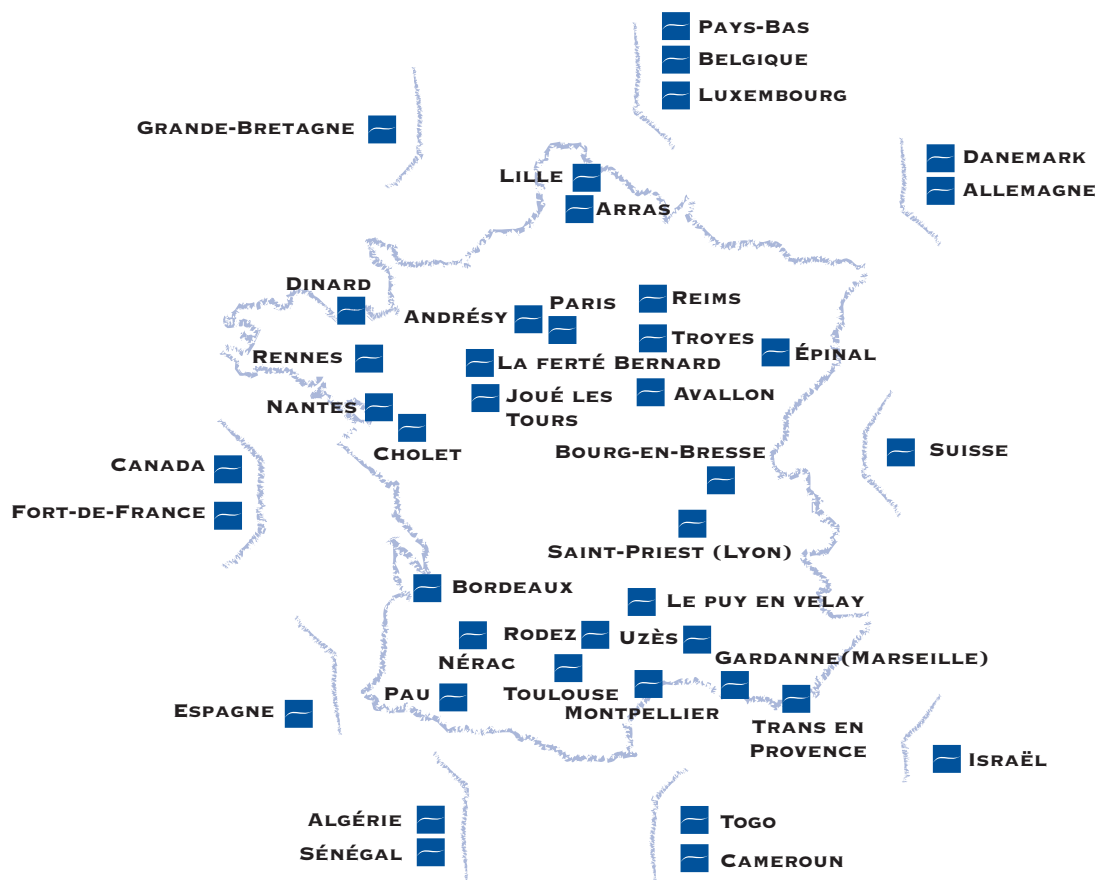 Pays-Bas
Belgique
Luxembourg
Grande-Bretagne
Danemark
Allemagne
Lille
Arras
Dinard
Andrésy
Paris
Reims
Troyes
Épinal
Rennes
La ferté Bernard
Nantes
Joué les
Tours
Avallon
Cholet
Bourg-en-Bresse
Suisse
Canada
Fort-de-France
Saint-Priest (Lyon)
Bordeaux
Le puy en velay
Rodez
Uzès
Nérac
Gardanne(Marseille)
Pau
Toulouse
Montpellier
Espagne
Trans en
Provence
Israël
Algérie
Togo
Sénégal
Cameroun